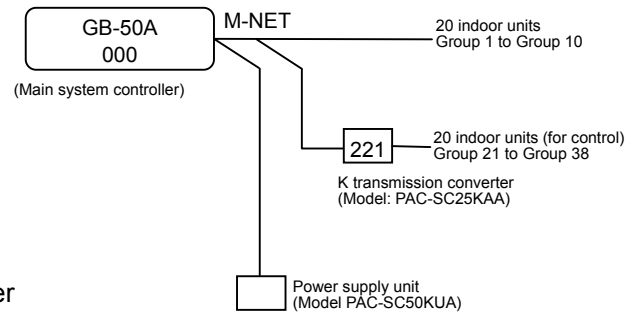 GB-50A
000
(Main system controller)
M-NET
20 indoor units
Group 1 to Group 10
221
20 indoor units (for control)
Group 21 to Group 38
K transmission converter
(Model: PAC-SC25KAA)
er
Power supply unit
(Model PAC-SC50KUA)